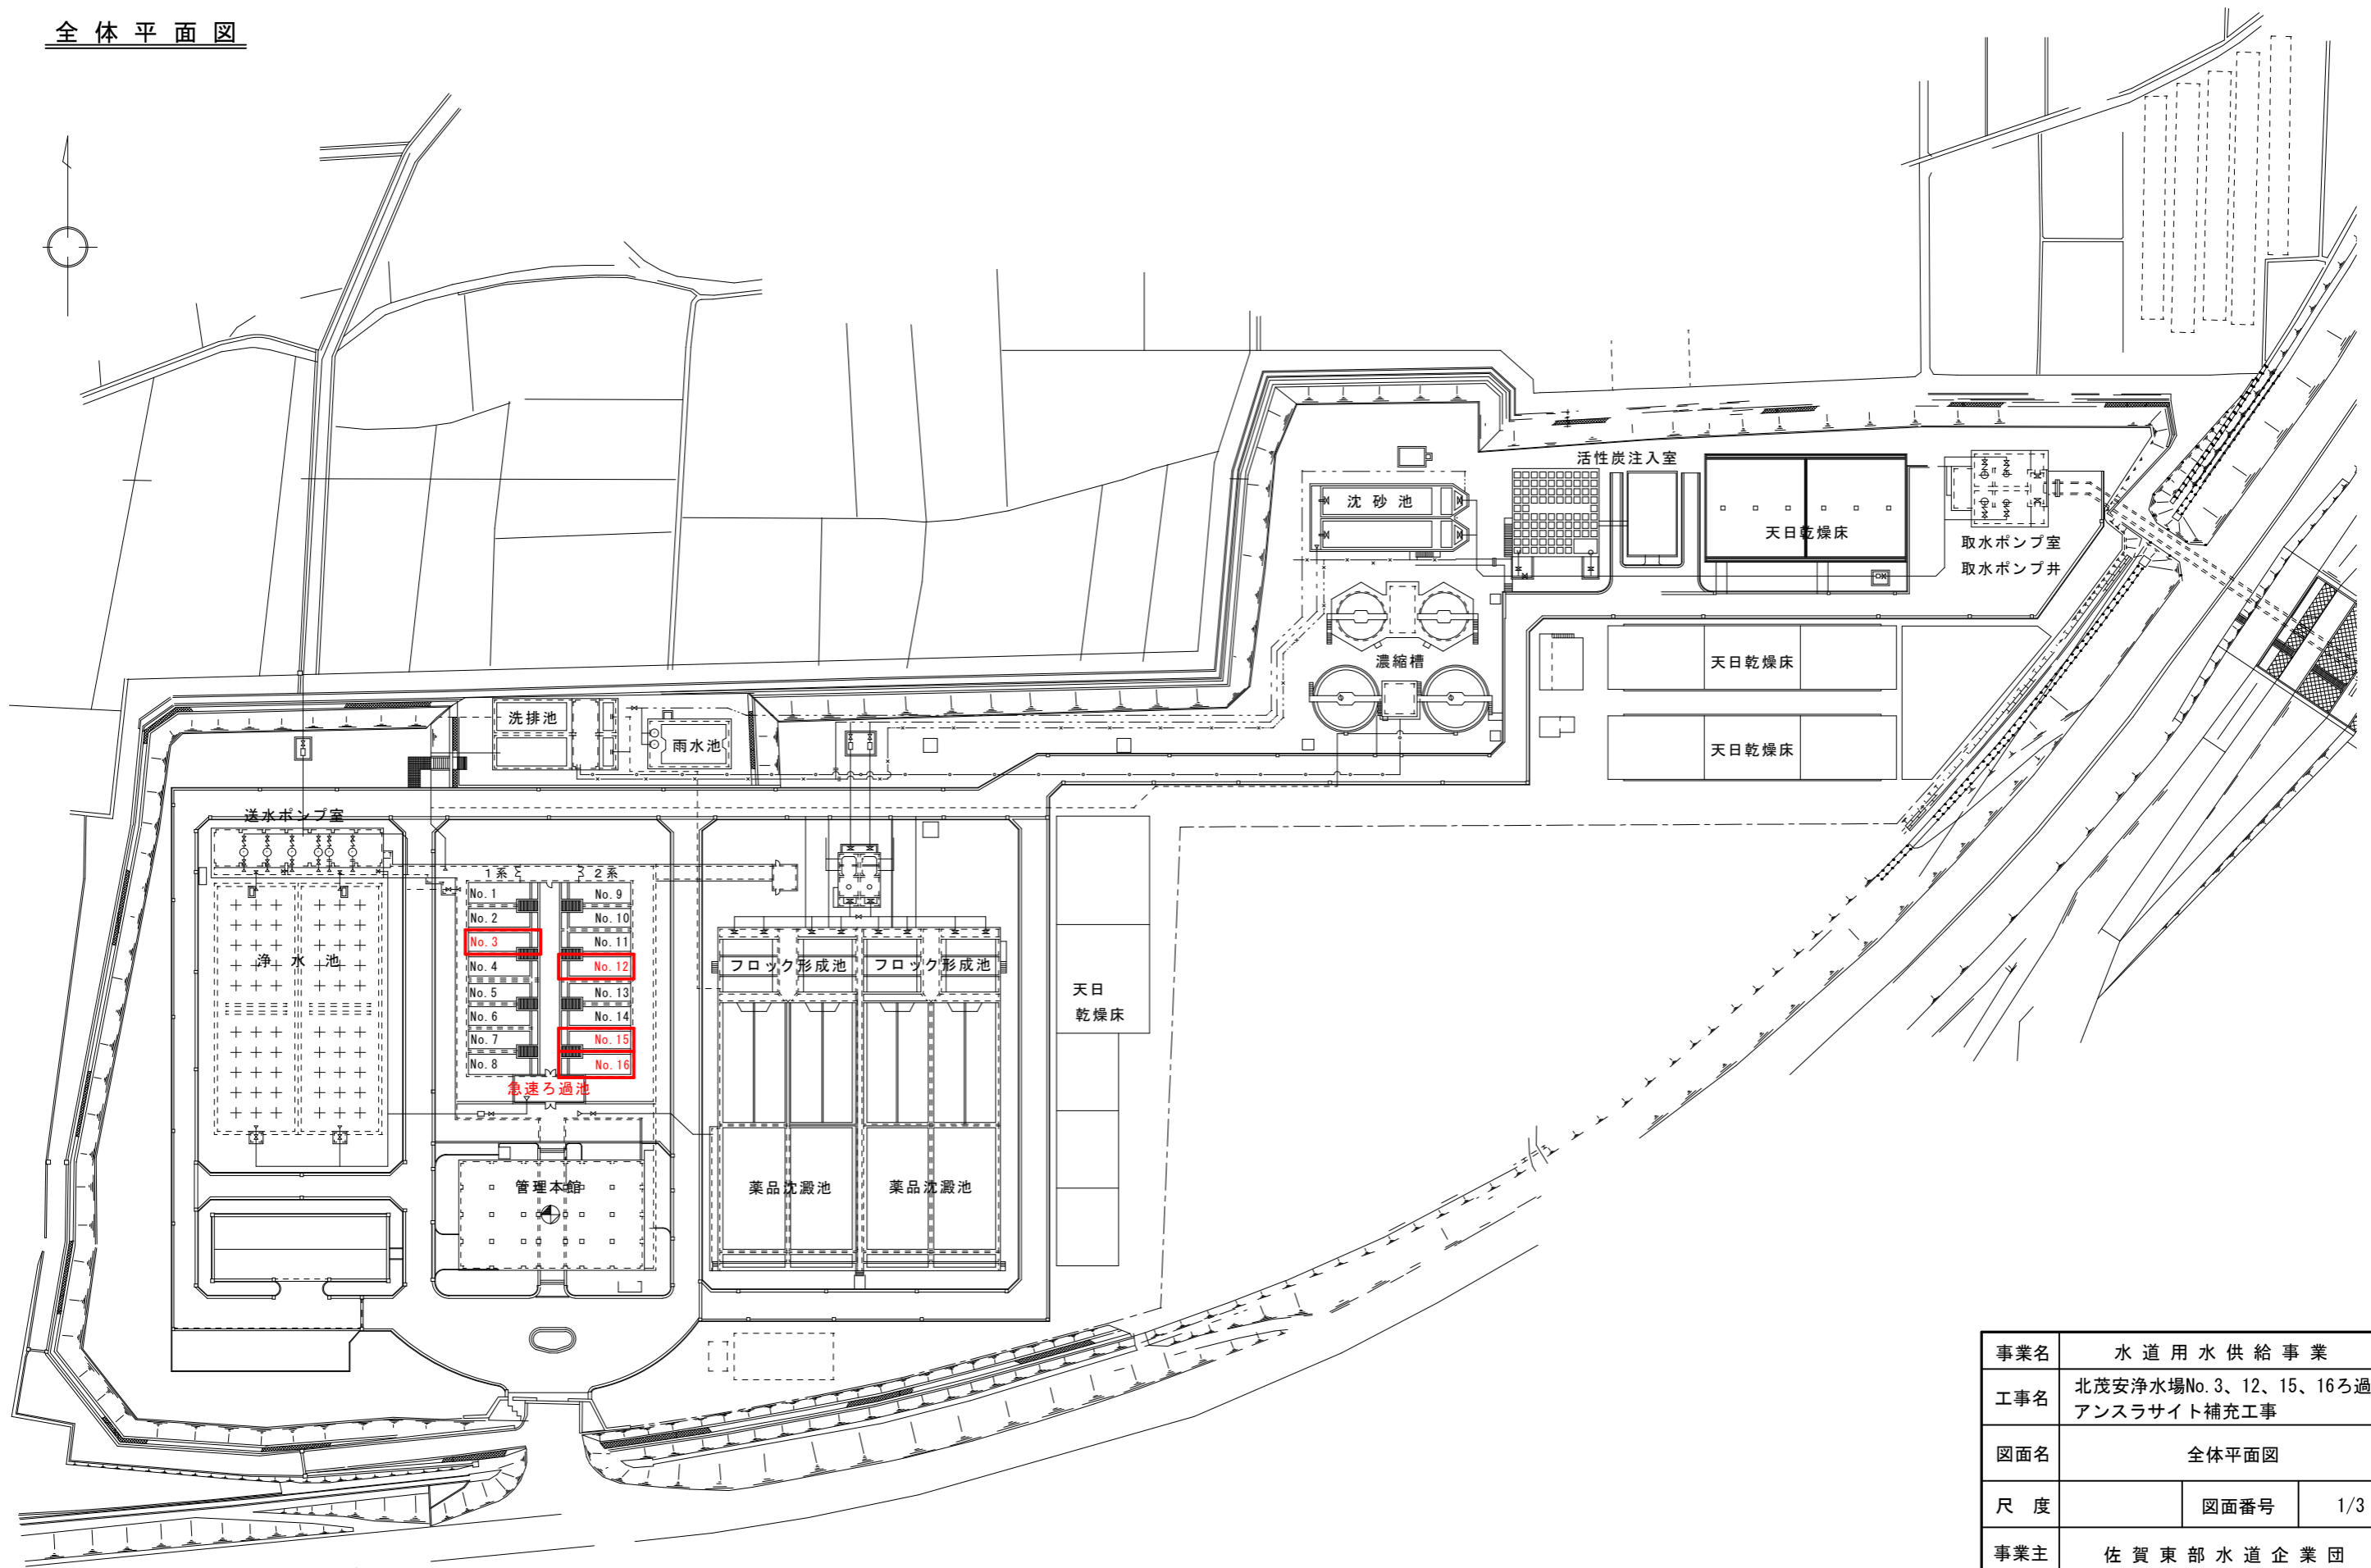 全体平面図
活性炭注入室
沈砂池
天日乾燥床
取水ポンプ室
取水ポンプ井
濃縮槽
天日乾燥床
天日乾燥床
洗排池
雨水池
送水ポンプ室
1系
2系
No.1
No.9
No.2
No.10
No.3
No.11
No.4
No.12
No.5
No.13
No.6
No.14
No.7
No.15
No.8
No.16
急速ろ過池
浄水池
フロック形成池
フロック形成池
天日
乾燥床
管理本館
薬品沈澱池
薬品沈澱池
事業名
水道用水供給事業
工事名
北茂安浄水場No.3、12、15、16ろ過
アンスラサイト補充工事
図面名
全体平面図
尺度
図面番号
1/3
事業主
佐賀東部水道企業団